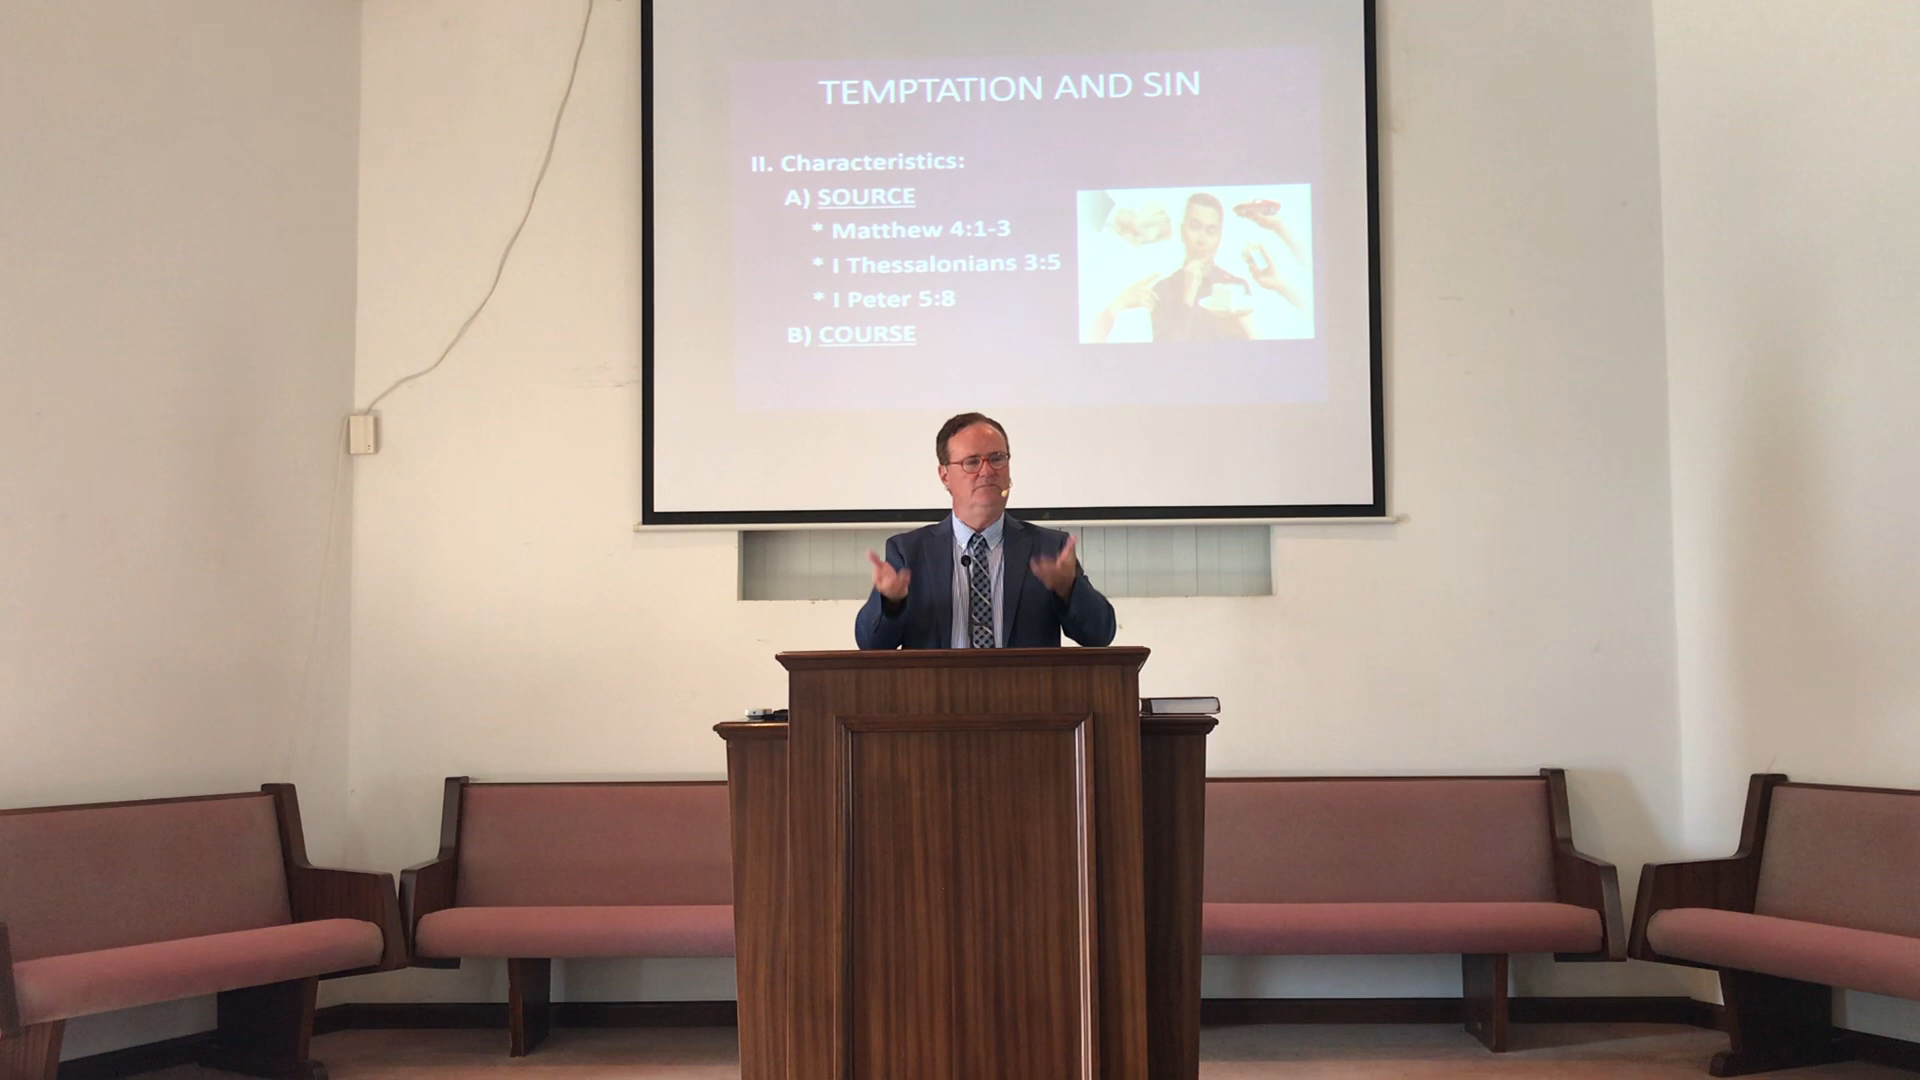 TEMPTATION AND SIN
II. Characteristics:
A) SOURCE
* Matthew 4:1-3
* I Thessalonians 3:5
* I Peter 5:8
B) COURSE